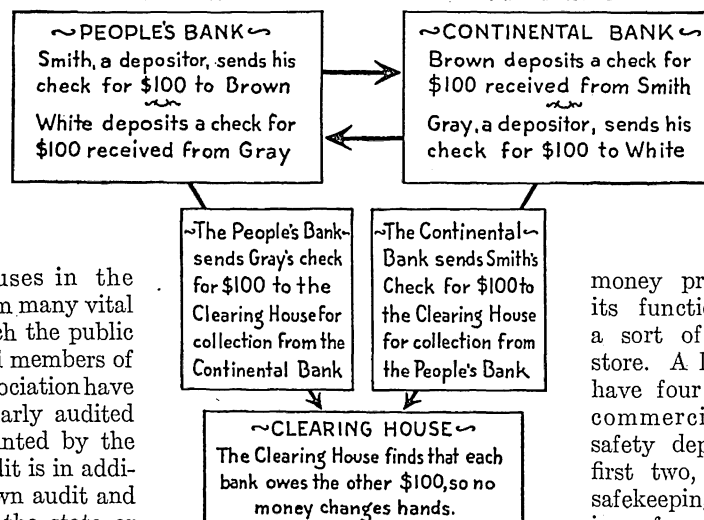 ~PEOPLE'S BANK~
Smith, a depositor, sends his
check for $100 to Brown
White deposits a check for
$100 received from Gray
~CONTINENTAL BANK~
Brown deposits a check for
$100 received from Smith
Gray, a depositor, sends his
check for $100 to White
~The People's Bank~
sends Gray's check
for $100 to the
Clearing House for
collection from the
Continental Bank
~The Continental~
Bank sends Smith's
Check for $100 to
the Clearing House
for collection from
the People's Bank
~CLEARING HOUSE~
The Clearing House finds that each
bank owes the other $100, so no
money changes hands.
uses in the
many vital
the public
members of
ociation have
arly audited
nted by the
dit is in addi-
wn audit and
the state or
money pr
its functi
a sort of
store. A
have four
commerci
safety dep
first two,
safekeeping,